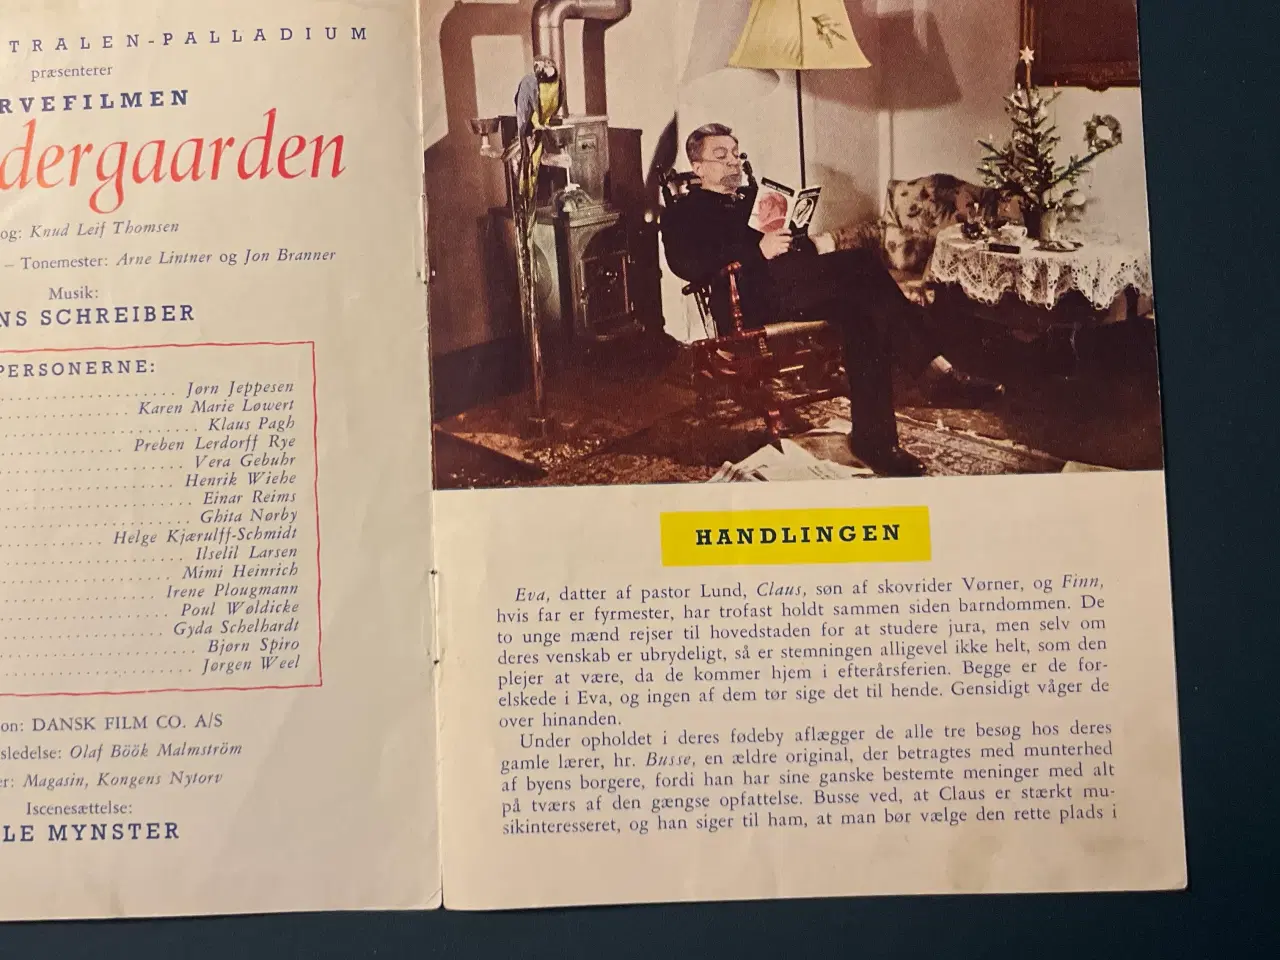 TRALEN-PALLADIUM
præsenterer
RVEFILMEN
dergaarden
og: Knud Leif Thomsen
– Tonemester: Arne Lintner og Jon Branner
Musik:
NS SCHREIBER
PERSONERNE:
Jørn Jeppesen
Karen Marie Løwert
Klaus Pagh
Preben Lerdorff Rye
Vera Gebuhr
Henrik Wiehe
Einar Reims
Ghita Nørby
Helge Kjærulff-Schmidt
Ilselil Larsen
Mimi Heinrich
Irene Plougmann
Poul Wøldicke
Gyda Schelhardt
Bjørn Spiro
Jørgen Weel
on: DANSK FILM CO. A/S
sledelse: Olaf Böök Malmström
er: Magasin, Kongens Nytorv
Iscenesættelse:
LE MYNSTER
HANDLINGEN
Eva, datter af pastor Lund, Claus, søn af skovrider Vørner, og Finn,
hvis far er fyrmester, har trofast holdt sammen siden barndommen. De
to unge mænd rejser til hovedstaden for at studere jura, men selv om
deres venskab er ubrydeligt, så er stemningen alligevel ikke helt, som den
plejer at være, da de kommer hjem i efterårsferien. Begge er de for-
elskede i Eva, og ingen af dem tør sige det til hende. Gensidigt våger de
over hinanden.
Under opholdet i deres fødeby aflægger de alle tre besøg hos deres
gamle lærer, hr. Busse, en ældre original, der betragtes med munterhed
af byens borgere, fordi han har sine ganske bestemte meninger med alt
på tværs af den gængse opfattelse. Busse ved, at Claus er stærkt mu-
sikinteresseret, og han siger til ham, at man bør vælge den rette plads i